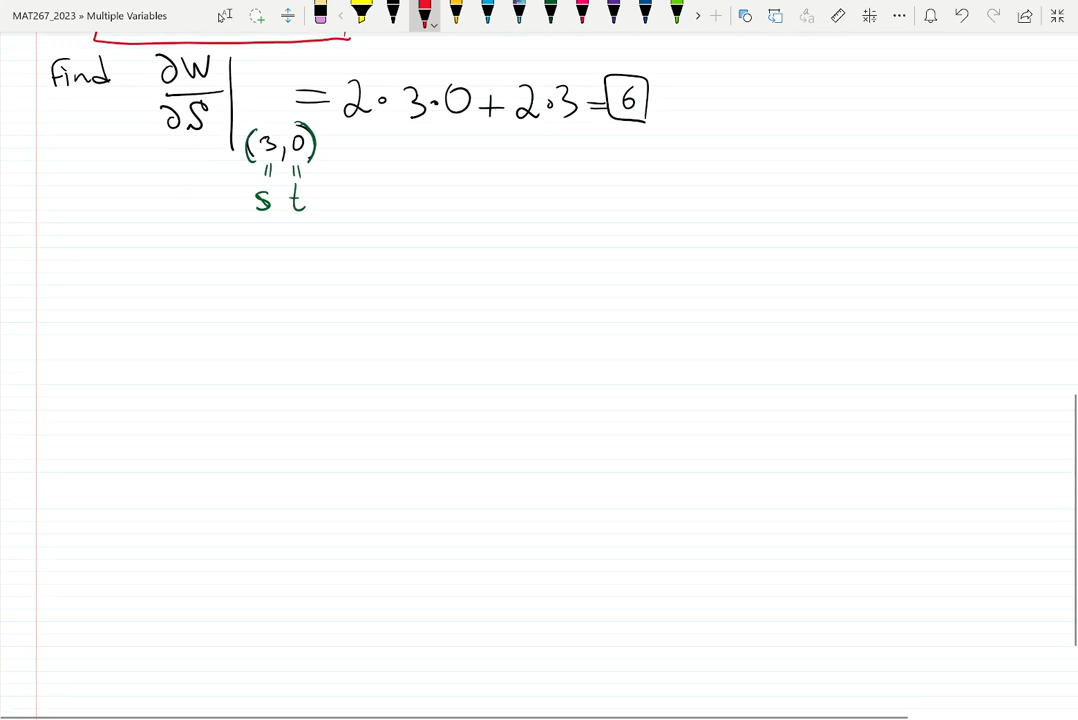 MAT267_2023 » Multiple Variables
Find ∂W/∂S | = 2 · 3 · 0 + 2 · 3 = 6
(3, 0)
= =
s t